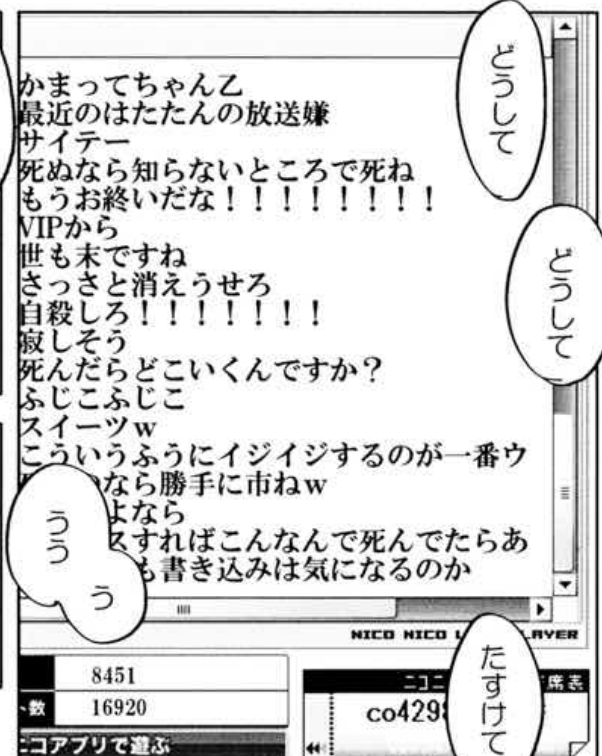 どうして
どうして
かまってちゃん乙
最近のはたたんの放送嫌
サイテー
死ぬなら知らないところで死ね
もうお終いだな!!!!!!!!
VIPから
世も末ですね
さっさと消えうせろ
自殺しろ!!!!!!!
寂しそう
死んだらどこいくんですか?
ふじこふじこ
スイーツw
こういうふうにイジイジするのが一番ウ
なら勝手に市ねw
よなら
すればこんなんで死んでたらあ
も書き込みは気になるのか
うう
う
NICO NICO
AYER
たすけて
8451
数
16920
コアプリで遊ぶ
ニコニ
席表
co429